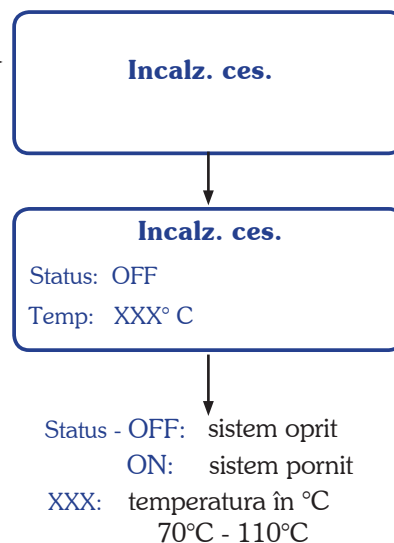 Incalz. ces.
Incalz. ces.
Status: OFF
Temp: XXX° C
Status - OFF: sistem oprit
ON: sistem pornit
XXX: temperatura în °C
70°C - 110°C